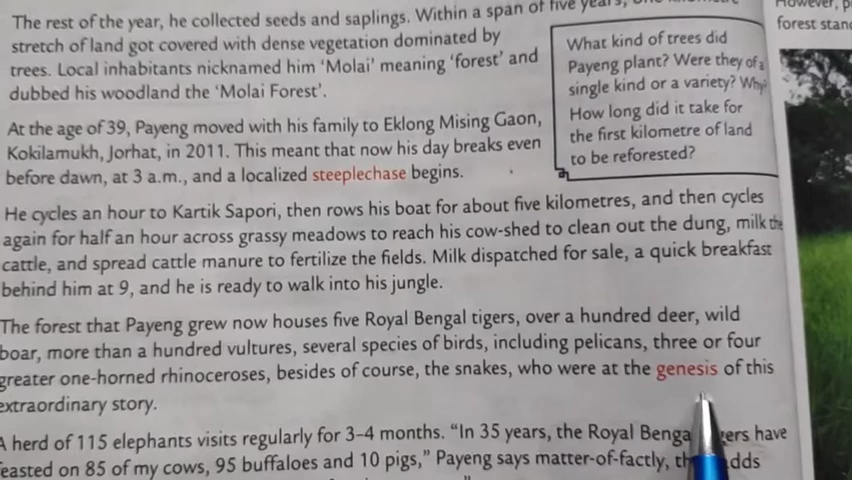 The rest of the year, he collected seeds and saplings. Within a span of five years,
stretch of land got covered with dense vegetation dominated by
trees. Local inhabitants nicknamed him ‘Molai’ meaning ‘forest’ and
dubbed his woodland the ‘Molai Forest’.
At the age of 39, Payeng moved with his family to Eklong Mising Gaon,
Kokilamukh, Jorhat, in 2011. This meant that now his day breaks even
before dawn, at 3 a.m., and a localized steeplechase begins.
He cycles an hour to Kartik Sapori, then rows his boat for about five kilometres, and then cycles
again for half an hour across grassy meadows to reach his cow-shed to clean out the dung, milk the
cattle, and spread cattle manure to fertilize the fields. Milk dispatched for sale, a quick breakfast
behind him at 9, and he is ready to walk into his jungle.
The forest that Payeng grew now houses five Royal Bengal tigers, over a hundred deer, wild
boar, more than a hundred vultures, several species of birds, including pelicans, three or four
greater one-horned rhinoceroses, besides of course, the snakes, who were at the genesis of this
extraordinary story.
A herd of 115 elephants visits regularly for 3–4 months. “In 35 years, the Royal Benga gers have
feasted on 85 of my cows, 95 buffaloes and 10 pigs,” Payeng says matter-of-factly, th dds
What kind of trees did
Payeng plant? Were they of a
single kind or a variety? Why?
How long did it take for
the first kilometre of land
to be reforested?
However, p
forest stan